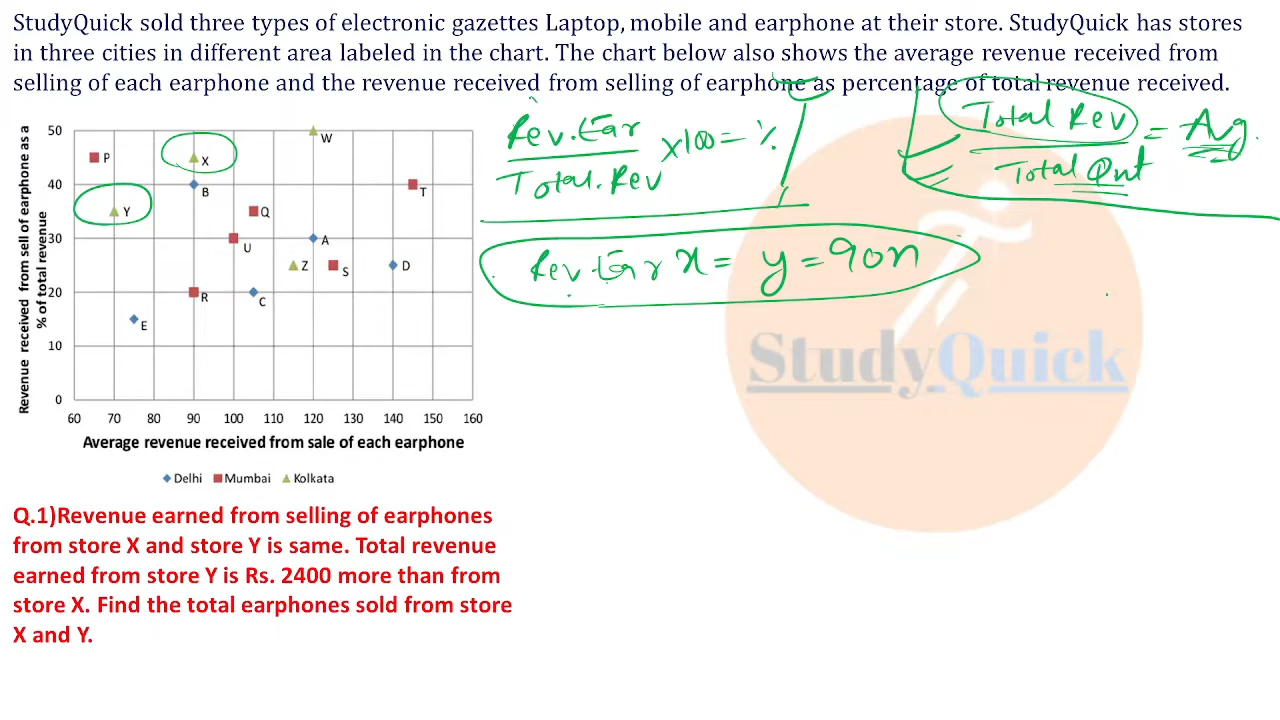 StudyQuick sold three types of electronic gazettes Laptop, mobile and earphone at their store. StudyQuick has stores
in three cities in different area labeled in the chart. The chart below also shows the average revenue received from
selling of each earphone and the revenue received from selling of earphone as percentage of total revenue received.
Rev.Ear
Total.Rev
×100 = %
Total Rev
Total Qnt
= Avg
Rev.Ear x = y = 90n
Revenue received from sell of earphone as a
% of total revenue
50
40
30
20
10
0
W
P
X
B
T
Y
Q
A
U
Z
S
D
R
C
E
60 70 80 90 100 110 120 130 140 150 160
Average revenue received from sale of each earphone
Delhi Mumbai Kolkata
StudyQuick
Q.1)Revenue earned from selling of earphones
from store X and store Y is same. Total revenue
earned from store Y is Rs. 2400 more than from
store X. Find the total earphones sold from store
X and Y.